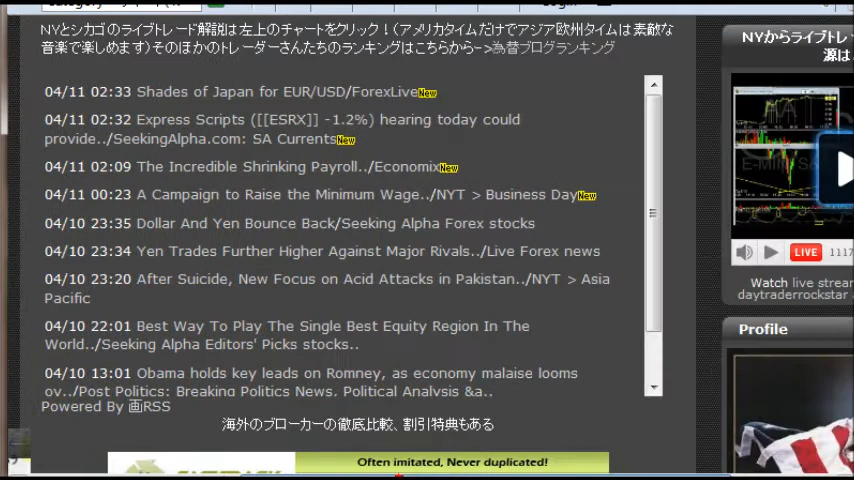 NYとシカゴのライブトレード解説は左上のチャートをクリック！(アメリカタイムだけでアジア欧州タイムは素敵な
音楽で楽しめます)そのほかのトレーダーさんたちのランキングはこちらから->為替ブログランキング
04/11 02:33 Shades of Japan for EUR/USD/ForexLive New
04/11 02:32 Express Scripts ([[ESRX]] -1.2%) hearing today could
provide../SeekingAlpha.com: SA Currents New
04/11 02:09 The Incredible Shrinking Payroll../Economix New
04/11 00:23 A Campaign to Raise the Minimum Wage../NYT > Business Day New
04/10 23:35 Dollar And Yen Bounce Back/Seeking Alpha Forex stocks
04/10 23:34 Yen Trades Further Higher Against Major Rivals../Live Forex news
04/10 23:20 After Suicide, New Focus on Acid Attacks in Pakistan../NYT > Asia
Pacific
04/10 22:01 Best Way To Play The Single Best Equity Region In The
World../Seeking Alpha Editors' Picks stocks..
04/10 13:01 Obama holds key leads on Romney, as economy malaise looms
ov../Post Politics: Breaking Politics News, Political Analysis &a..
Powered By 画RSS
海外のブローカーの徹底比較、割引特典もある
Often imitated, Never duplicated!
NYからライブトレ
源は
E-MINI
LIVE 1117
Watch live strea
daytraderrockstar a
Profile